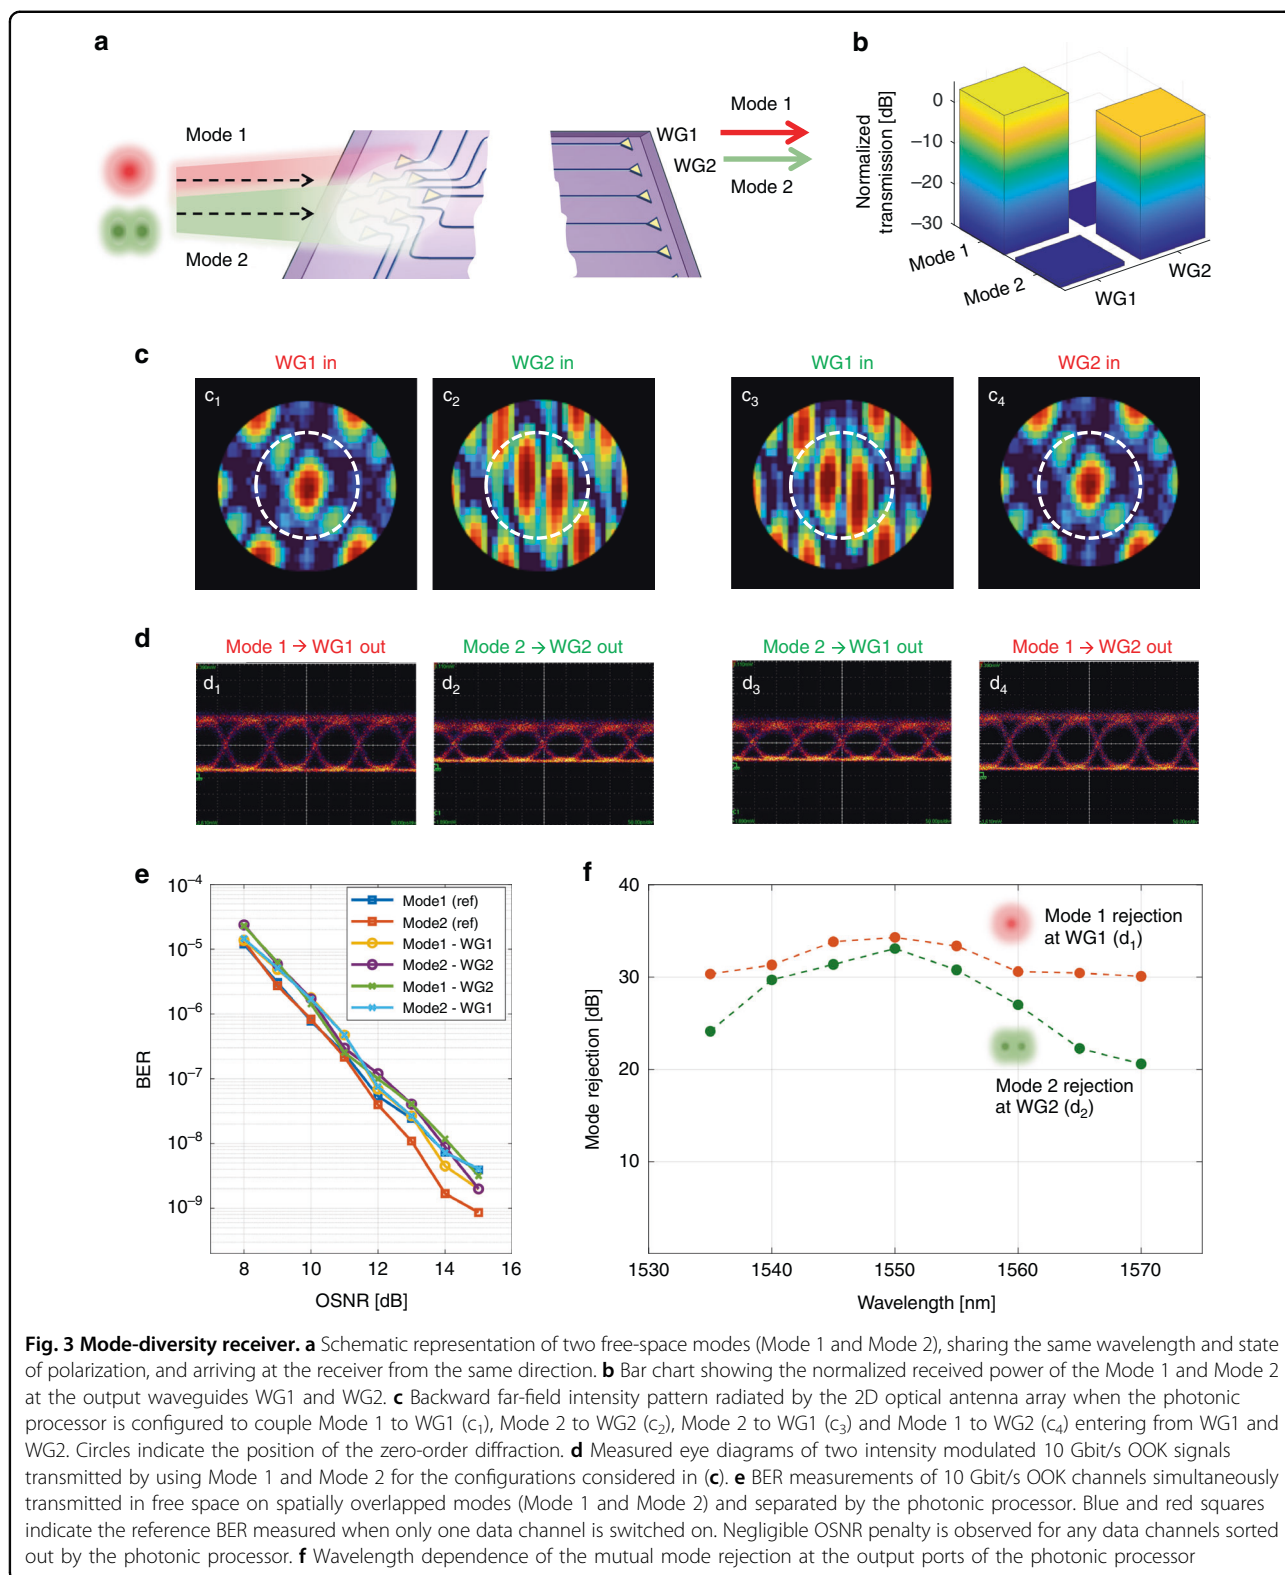 a
Mode 1
Mode 2
WG1
WG2
Mode 1
Mode 2
b
Normalized
transmission [dB]
0
−10
−20
−30
Mode 1
Mode 2
WG1
WG2
c
WG1 in
WG2 in
WG1 in
WG2 in
c1
c2
c3
c4
d
Mode 1 → WG1 out
Mode 2 → WG2 out
Mode 2 → WG1 out
Mode 1 → WG2 out
d1
d2
d3
d4
e
BER
10−4
10−5
10−6
10−7
10−8
10−9
8
10
12
14
16
OSNR [dB]
Mode1 (ref)
Mode2 (ref)
Mode1 - WG1
Mode2 - WG2
Mode1 - WG2
Mode2 - WG1
f
Mode rejection [dB]
40
30
20
10
1530
1540
1550
1560
1570
Wavelength [nm]
Mode 1 rejection
at WG1 (d1)
Mode 2 rejection
at WG2 (d2)
Fig. 3 Mode-diversity receiver. a Schematic representation of two free-space modes (Mode 1 and Mode 2), sharing the same wavelength and state
of polarization, and arriving at the receiver from the same direction. b Bar chart showing the normalized received power of the Mode 1 and Mode 2
at the output waveguides WG1 and WG2. c Backward far-field intensity pattern radiated by the 2D optical antenna array when the photonic
processor is configured to couple Mode 1 to WG1 (c1), Mode 2 to WG2 (c2), Mode 2 to WG1 (c3) and Mode 1 to WG2 (c4) entering from WG1 and
WG2. Circles indicate the position of the zero-order diffraction. d Measured eye diagrams of two intensity modulated 10 Gbit/s OOK signals
transmitted by using Mode 1 and Mode 2 for the configurations considered in (c). e BER measurements of 10 Gbit/s OOK channels simultaneously
transmitted in free space on spatially overlapped modes (Mode 1 and Mode 2) and separated by the photonic processor. Blue and red squares
indicate the reference BER measured when only one data channel is switched on. Negligible OSNR penalty is observed for any data channels sorted
out by the photonic processor. f Wavelength dependence of the mutual mode rejection at the output ports of the photonic processor